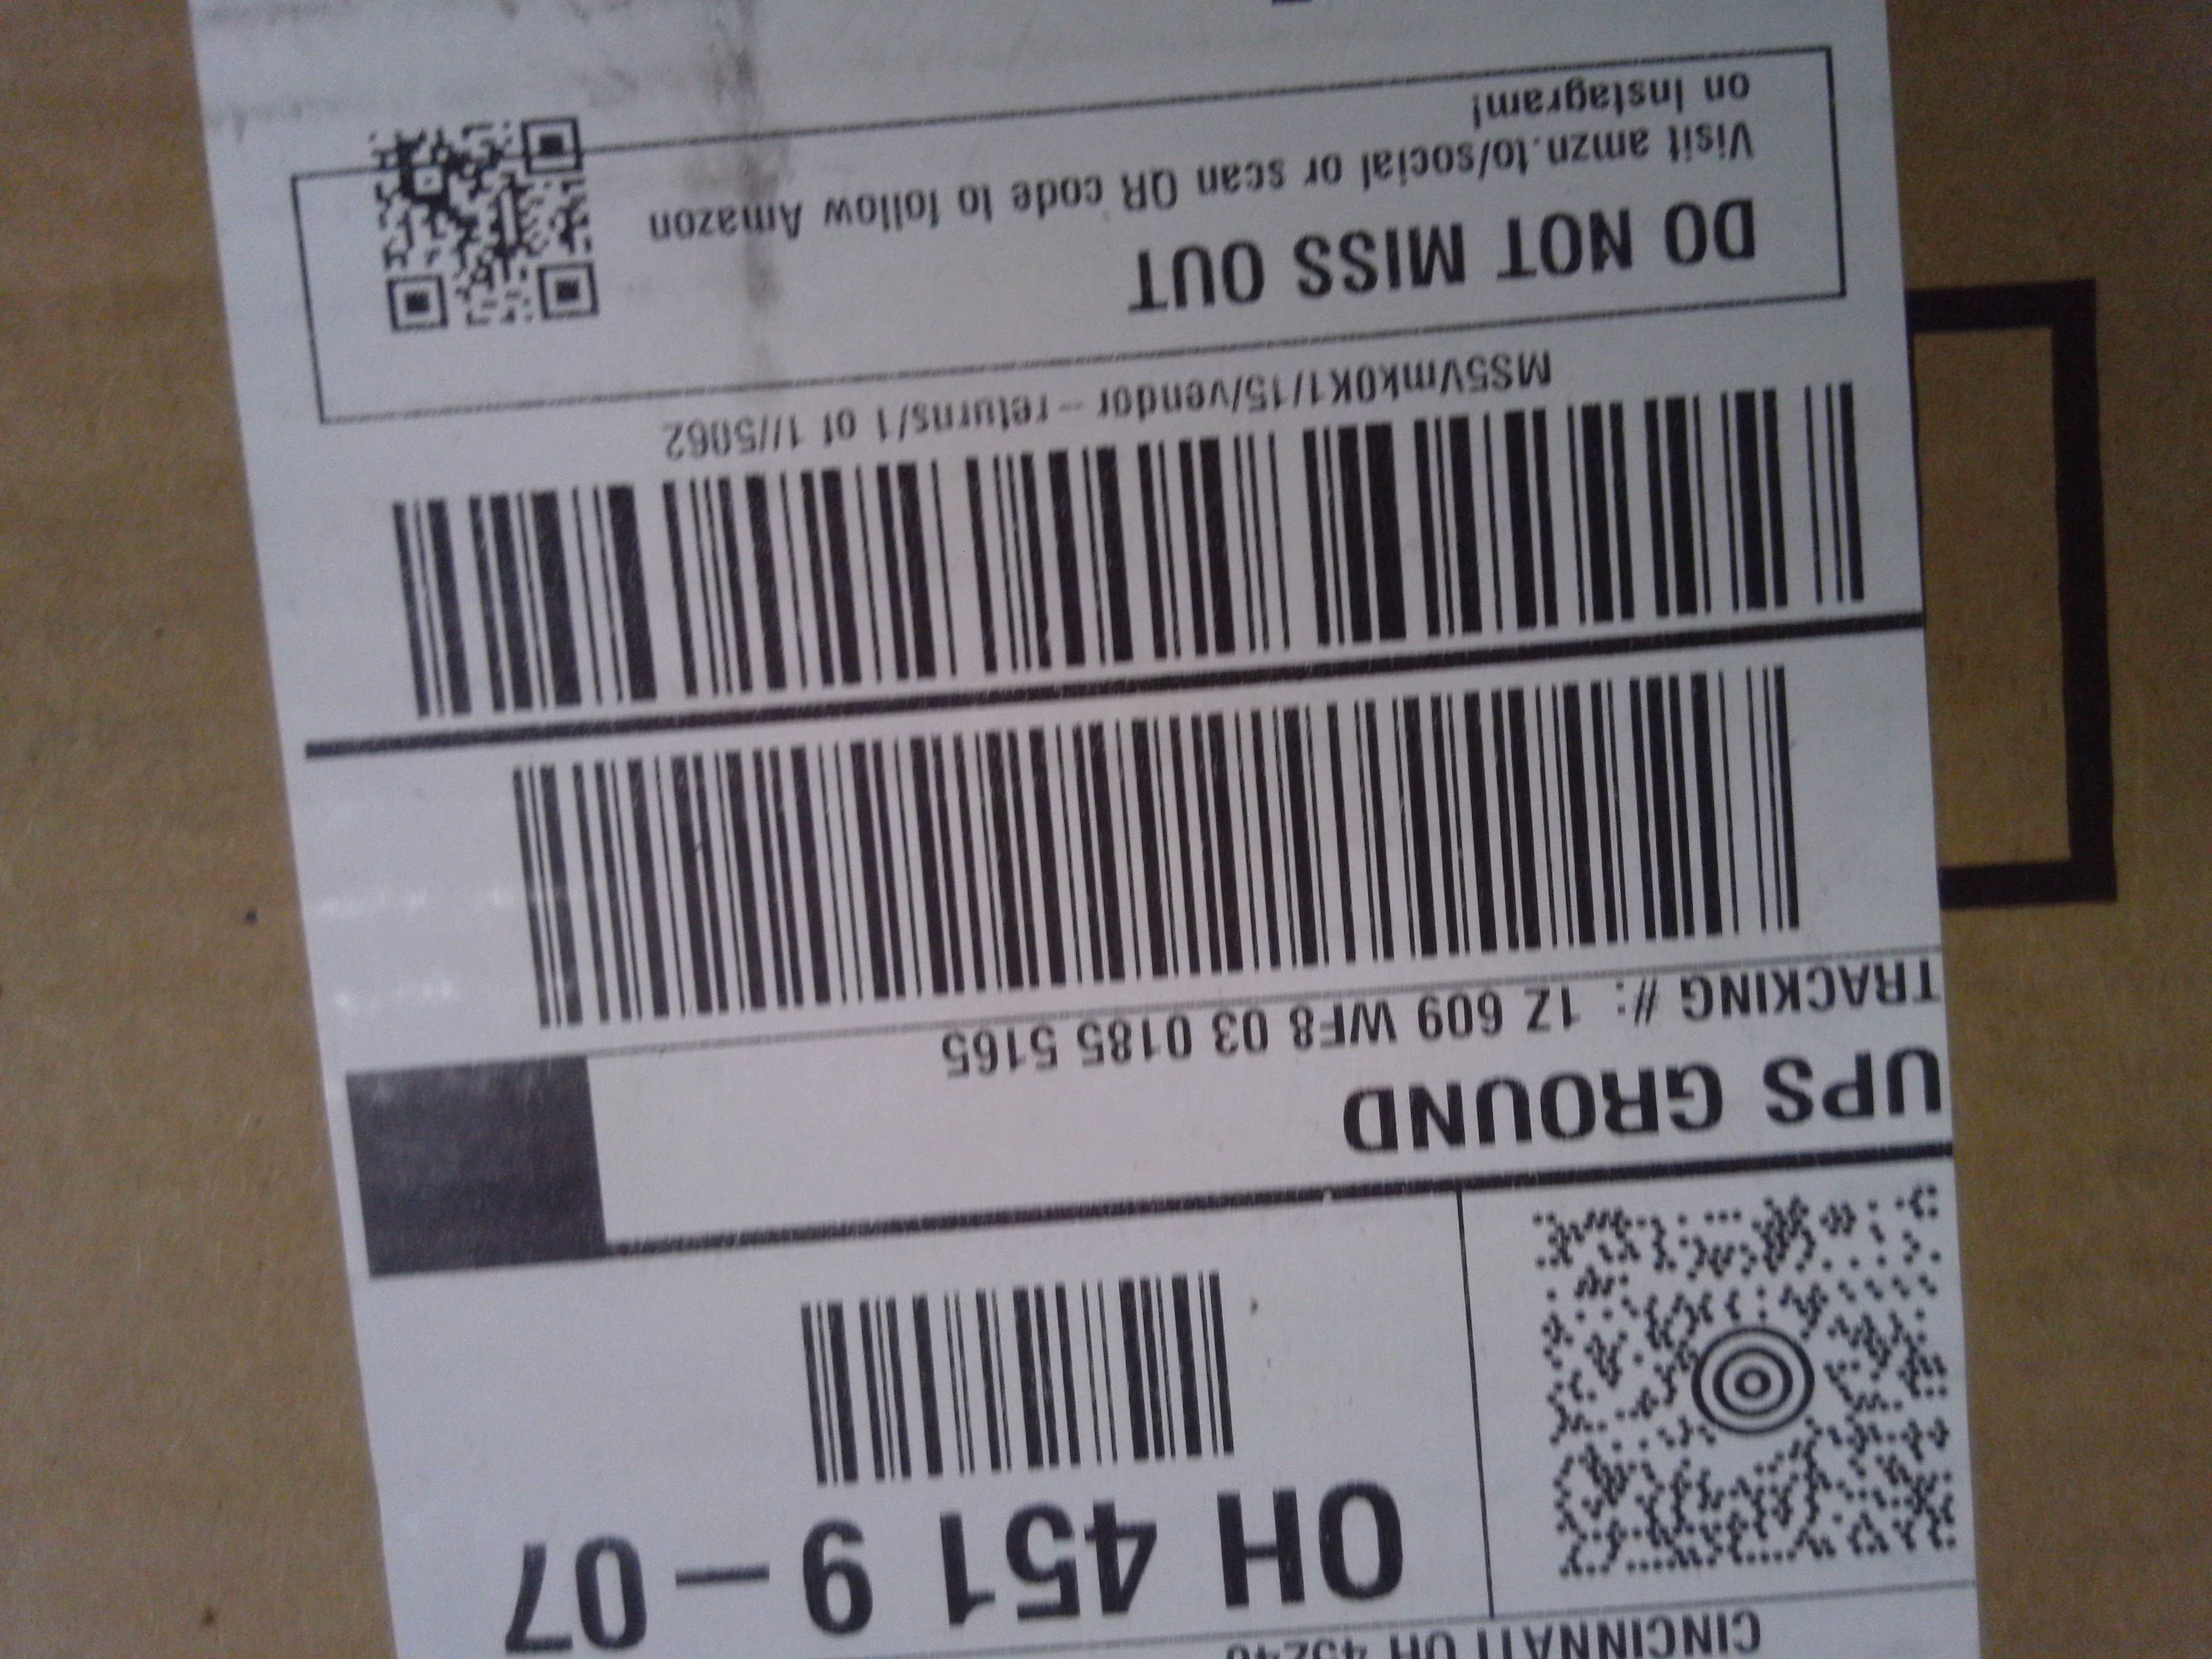 CINCINNATI OH 45246
OH 451 9-07
UPS GROUND
TRACKING #: 1Z 609 WF8 03 0185 5165
MS5Vmk0K1/15/vendor-returns/1 of 1//5062
DO NOT MISS OUT
Visit amzn.to/social or scan QR code to follow Amazon
on Instagram!